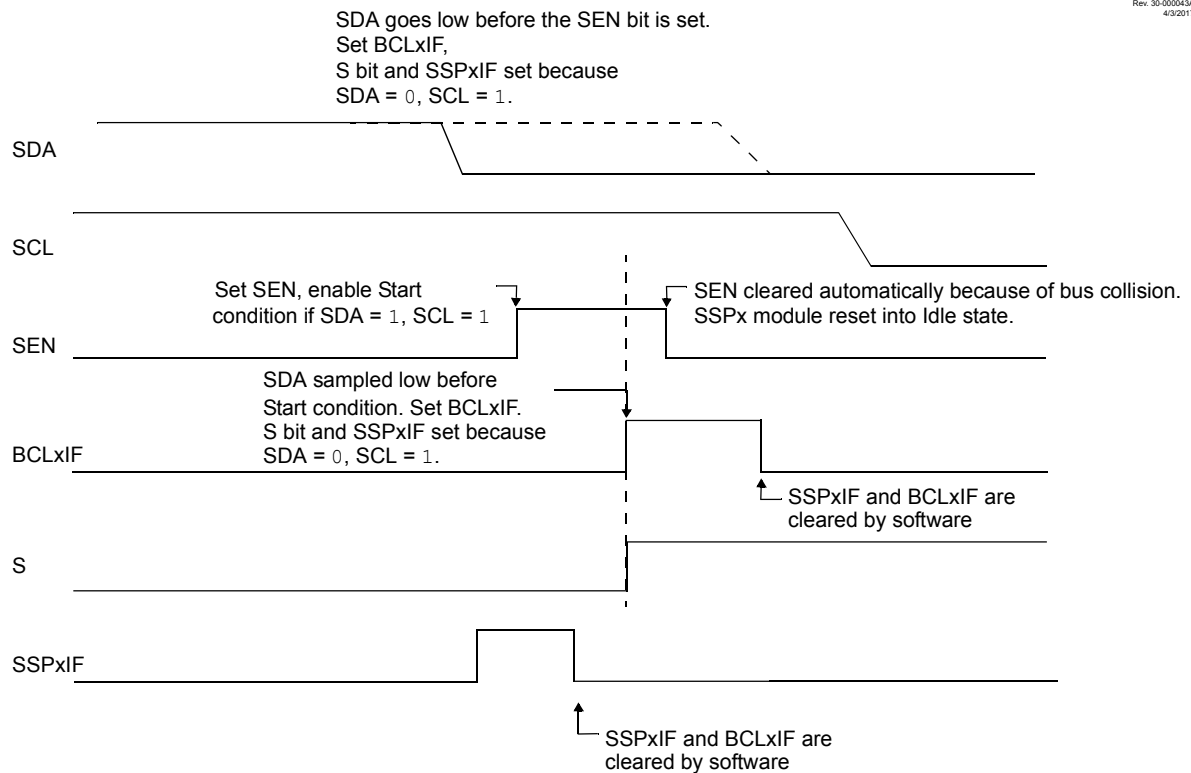 Rev. 30-000043A
4/3/2017
SDA goes low before the SEN bit is set.
Set BCLxIF,
S bit and SSPxIF set because
SDA = 0, SCL = 1.
SDA
SCL
Set SEN, enable Start
condition if SDA = 1, SCL = 1
SEN cleared automatically because of bus collision.
SSPx module reset into Idle state.
SEN
SDA sampled low before
Start condition. Set BCLxIF.
S bit and SSPxIF set because
SDA = 0, SCL = 1.
BCLxIF
SSPxIF and BCLxIF are
cleared by software
S
SSPxIF
SSPxIF and BCLxIF are
cleared by software